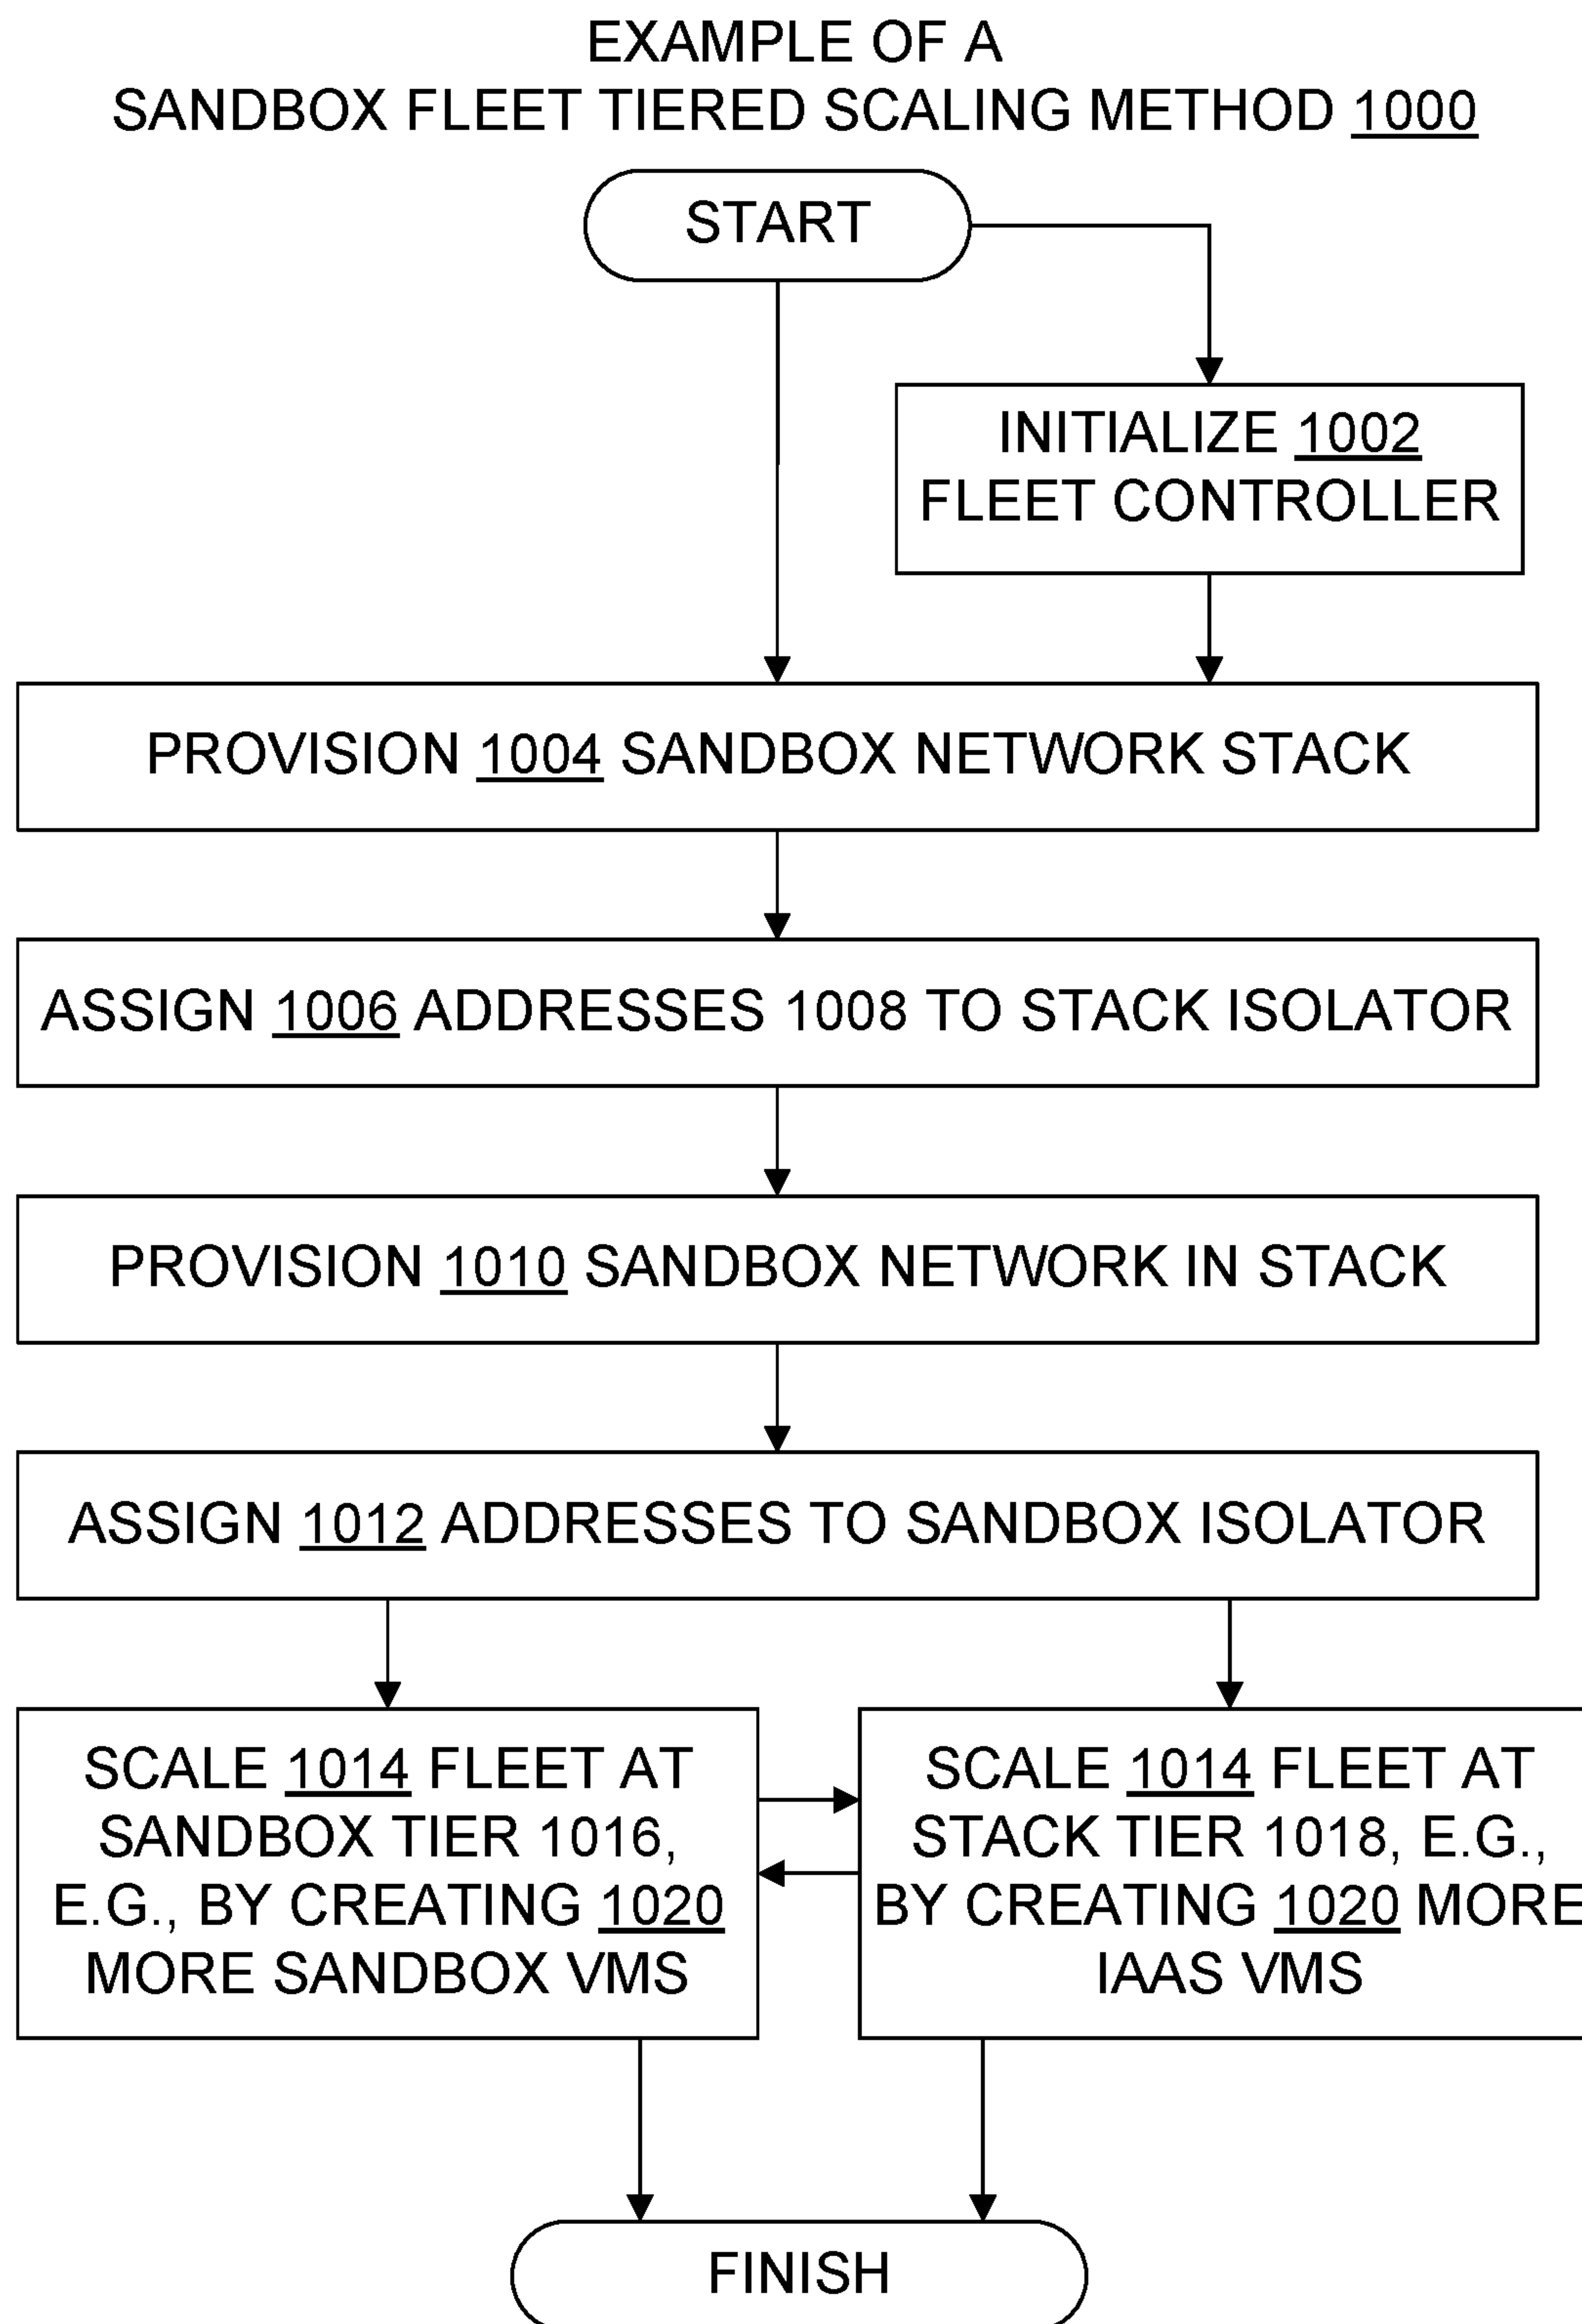 EXAMPLE OF A
SANDBOX FLEET TIERED SCALING METHOD 1000
START
INITIALIZE 1002
FLEET CONTROLLER
PROVISION 1004 SANDBOX NETWORK STACK
ASSIGN 1006 ADDRESSES 1008 TO STACK ISOLATOR
PROVISION 1010 SANDBOX NETWORK IN STACK
ASSIGN 1012 ADDRESSES TO SANDBOX ISOLATOR
SCALE 1014 FLEET AT
SANDBOX TIER 1016,
E.G., BY CREATING 1020
MORE SANDBOX VMS
SCALE 1014 FLEET AT
STACK TIER 1018, E.G.,
BY CREATING 1020 MORE
IAAS VMS
FINISH